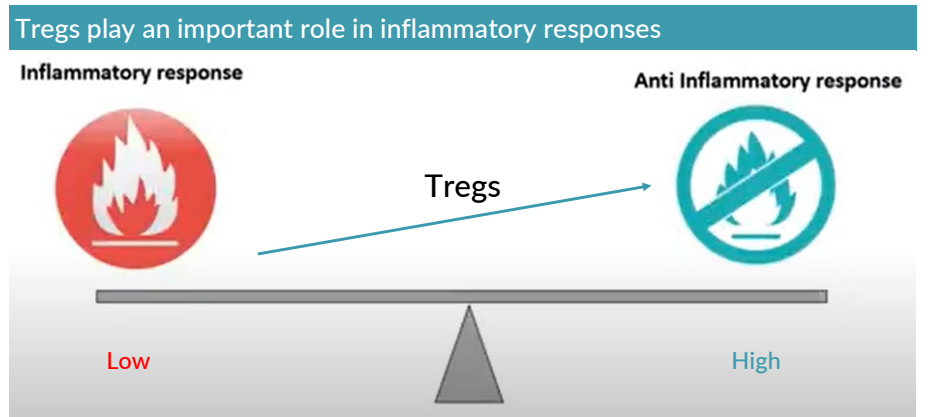 Tregs play an important role in inflammatory responses
Inflammatory response
Anti Inflammatory response
Tregs
Low
High